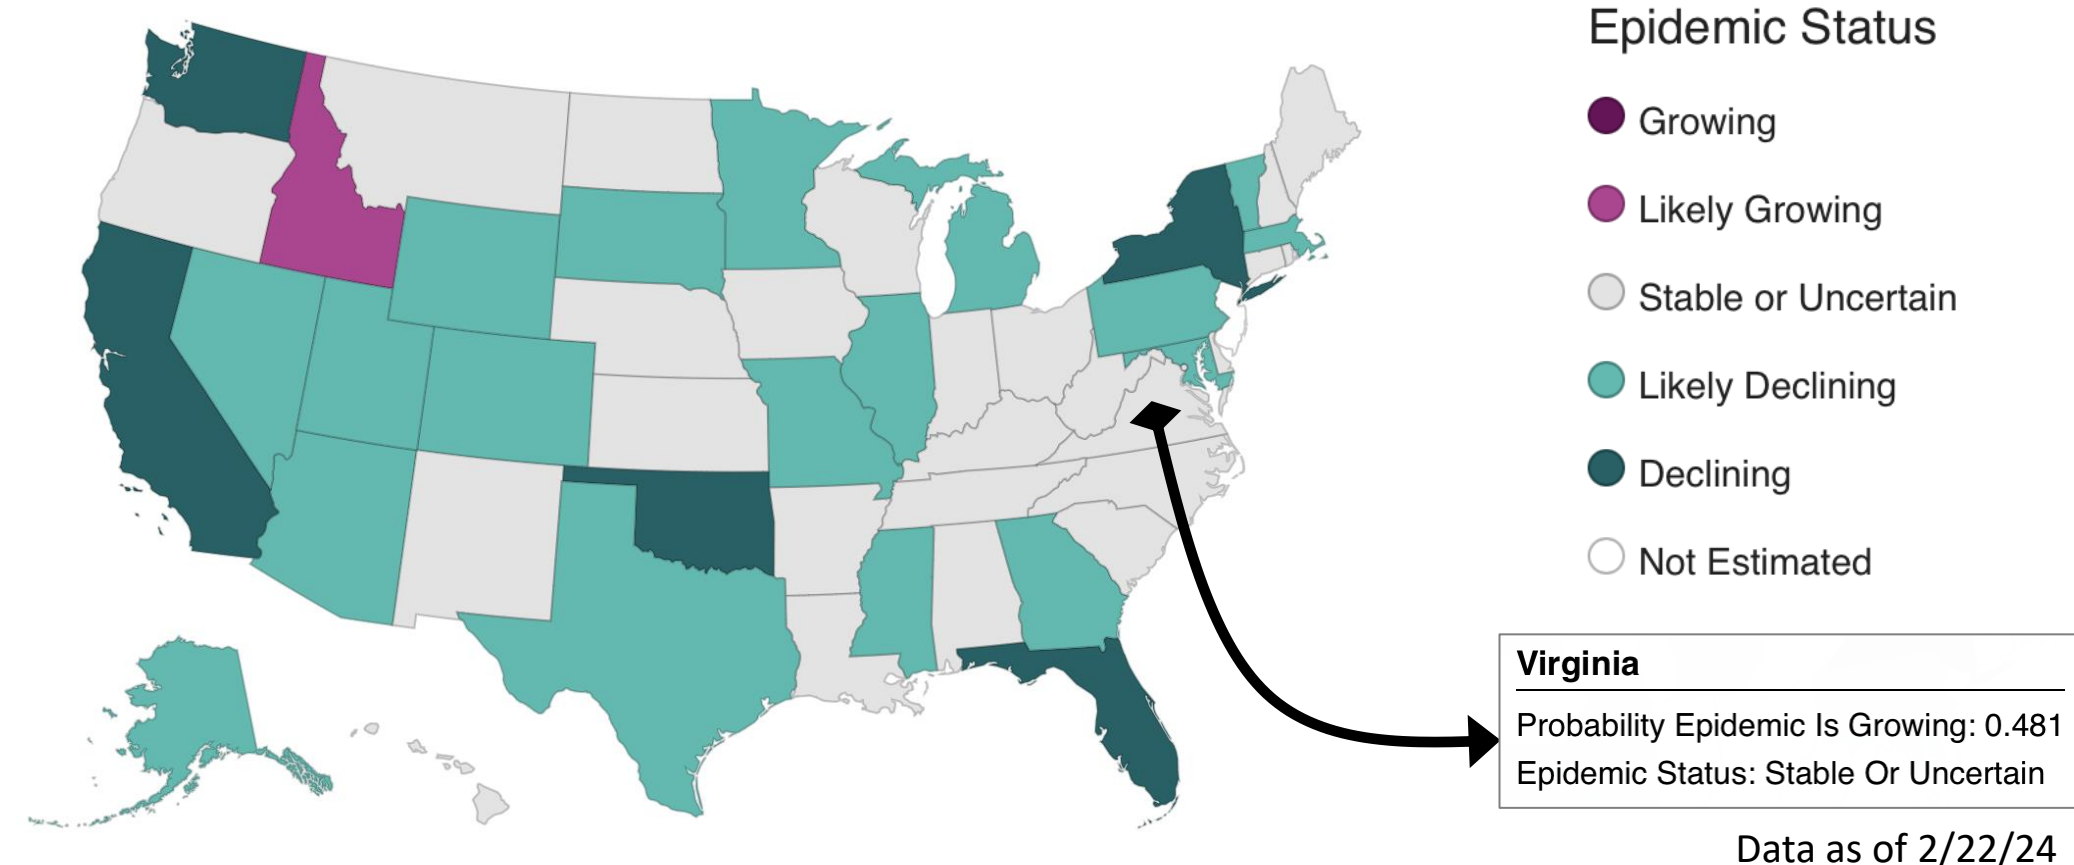 Epidemic Status
Growing
Likely Growing
Stable or Uncertain
Likely Declining
Declining
Not Estimated
Virginia
Probability Epidemic Is Growing: 0.481
Epidemic Status: Stable Or Uncertain
Data as of 2/22/24